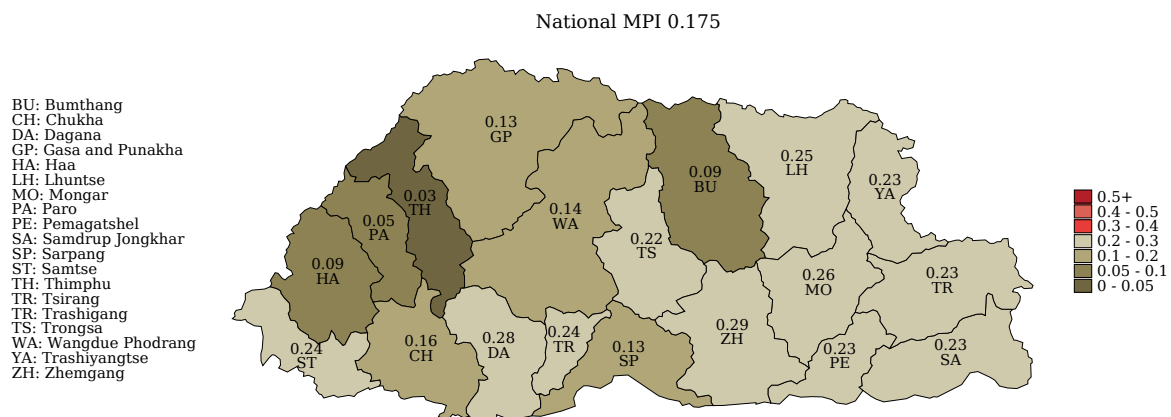 National MPI 0.175
BU: Bumthang
CH: Chukha
DA: Dagana
GP: Gasa and Punakha
HA: Haa
LH: Lhuntse
MO: Mongar
PA: Paro
PE: Pemagatshel
SA: Samdrup Jongkhar
SP: Sarpang
ST: Samtse
TH: Thimphu
TR: Tsirang
TR: Trashigang
TS: Trongsa
WA: Wangdue Phodrang
YA: Trashiyangtse
ZH: Zhemgang
0.13
GP
0.03
TH
0.05
PA
0.09
HA
0.14
WA
0.09
BU
0.25
LH
0.23
YA
0.22
TS
0.26
MO
0.23
TR
0.24
ST
0.16
CH
0.28
DA
0.24
TR
0.13
SP
0.29
ZH
0.23
PE
0.23
SA
0.5+
0.4 - 0.5
0.3 - 0.4
0.2 - 0.3
0.1 - 0.2
0.05 - 0.1
0 - 0.05